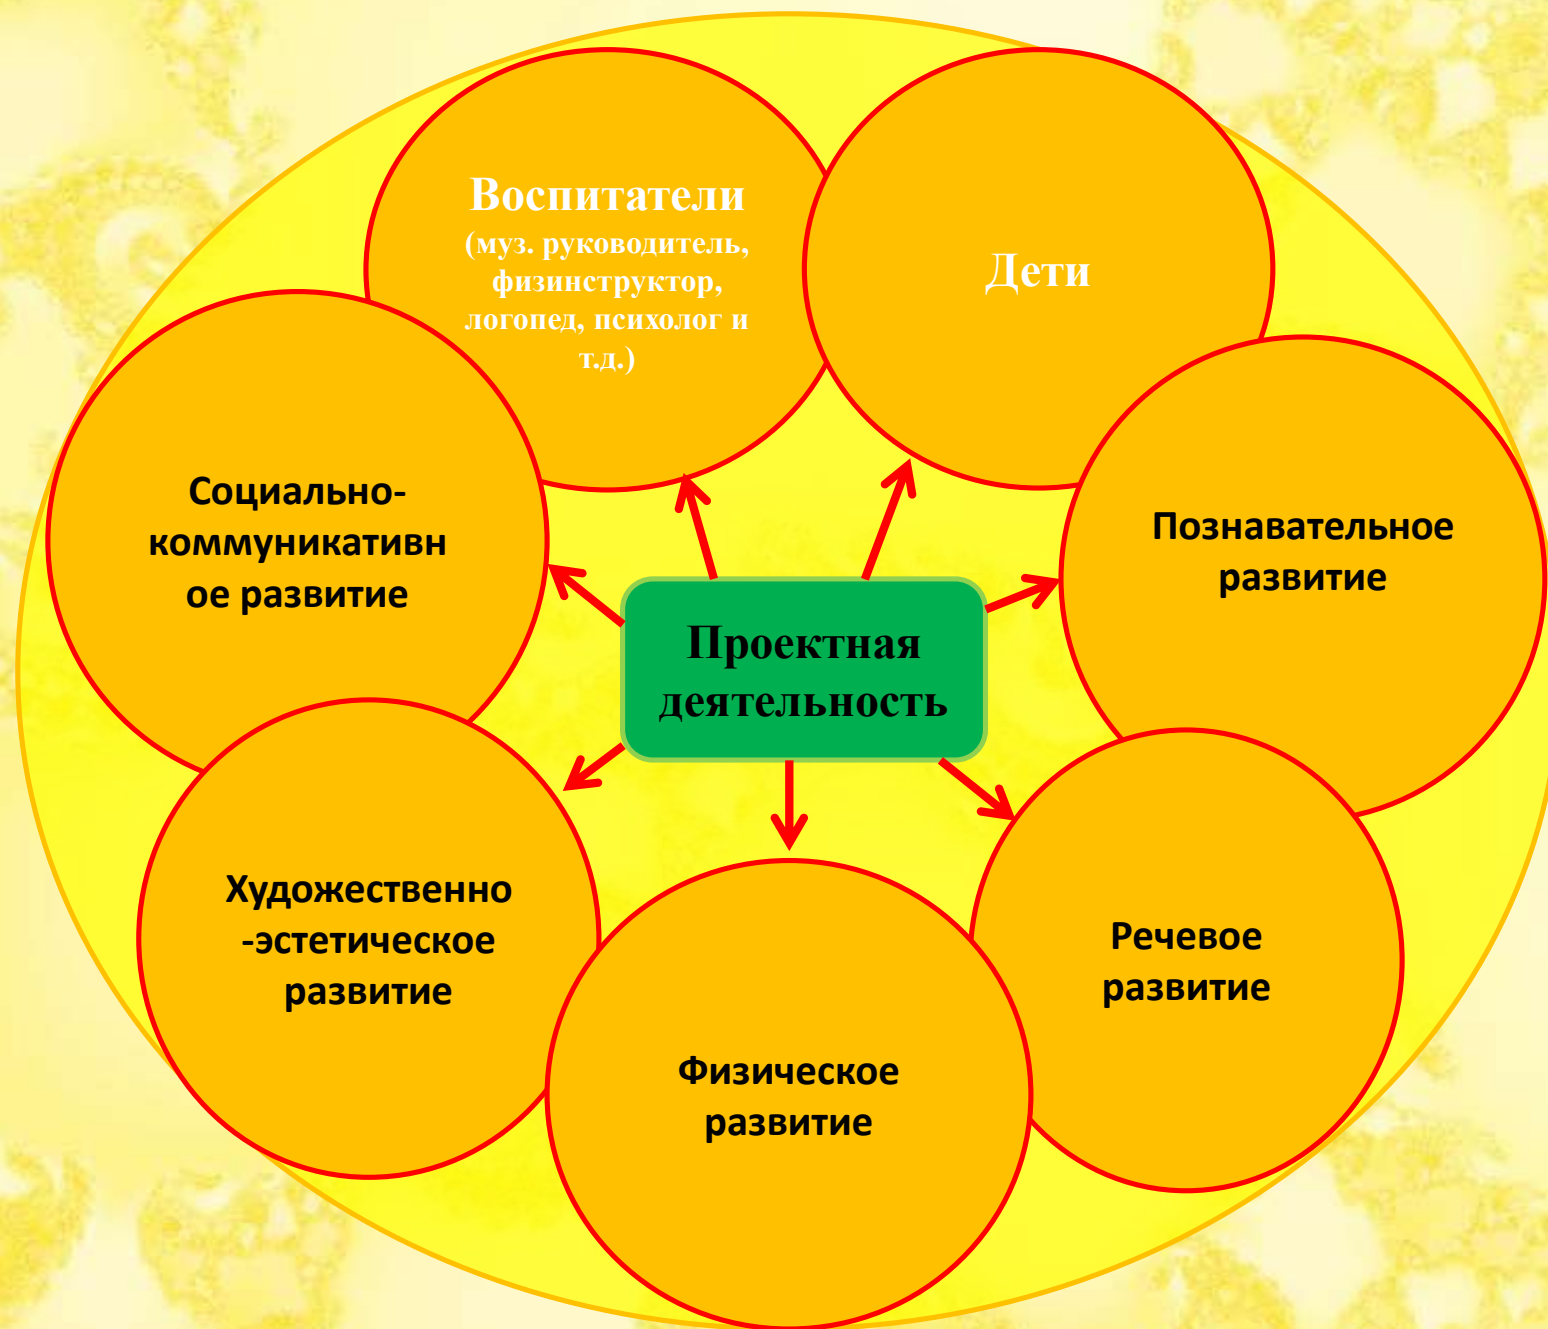 Воспитатели
(муз. руководитель,
физинструктор,
логопед, психолог и
т.д.)
Дети
Социально-
коммуникативн
ое развитие
Познавательное
развитие
Проектная
деятельность
Художественно
-эстетическое
развитие
Речевое
развитие
Физическое
развитие